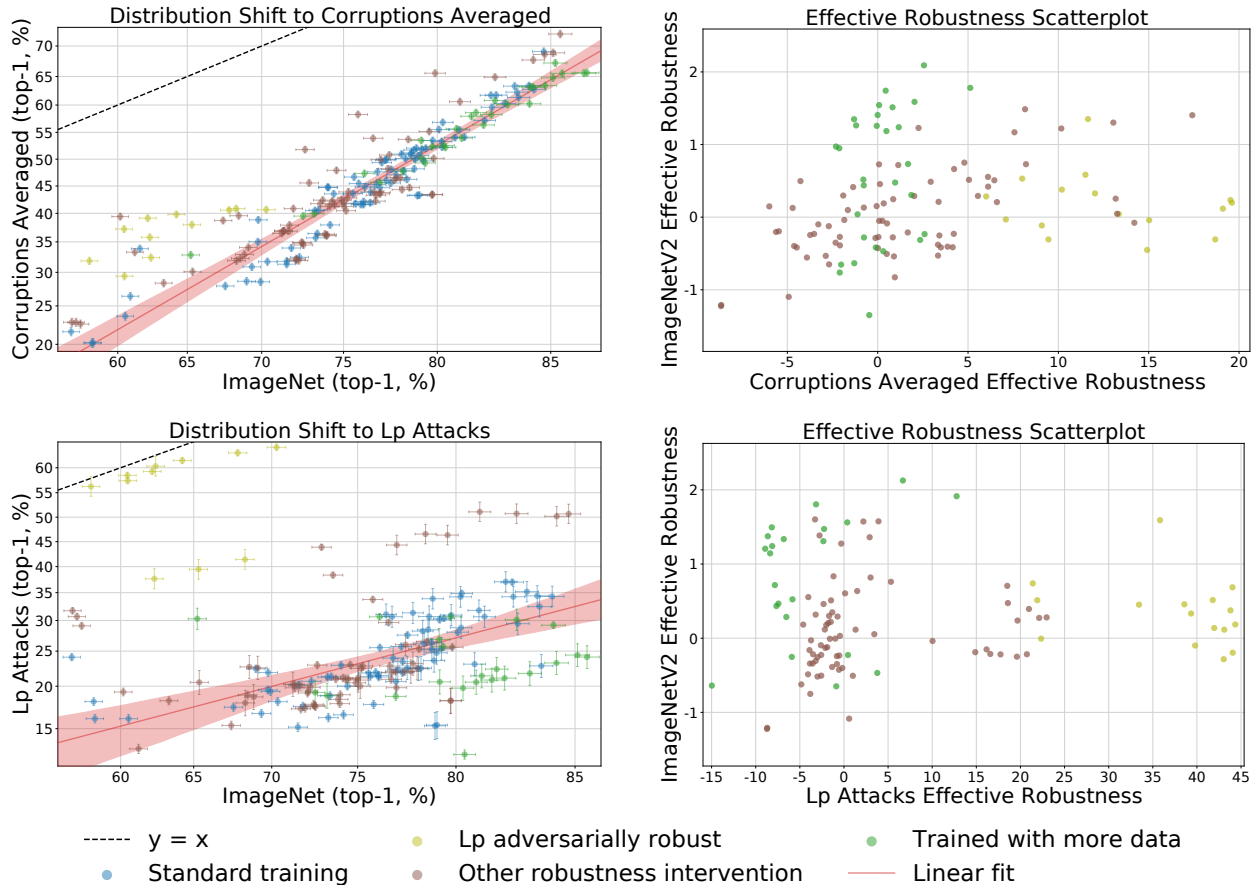 Distribution Shift to Corruptions Averaged
Corruptions Averaged (top-1, %)
70
65
60
55
50
45
40
35
30
25
20
60 65 70 75 80 85
ImageNet (top-1, %)
Effective Robustness Scatterplot
ImageNetV2 Effective Robustness
2
1
0
-1
-5 0 5 10 15 20
Corruptions Averaged Effective Robustness
Distribution Shift to Lp Attacks
Lp Attacks (top-1, %)
60
55
50
45
40
35
30
25
20
15
60 65 70 75 80 85
ImageNet (top-1, %)
Effective Robustness Scatterplot
ImageNetV2 Effective Robustness
2
1
0
-1
-15 -10 -5 0 5 10 15 20 25 30 35 40 45
Lp Attacks Effective Robustness
y = x
Lp adversarially robust
Trained with more data
Standard training
Other robustness intervention
Linear fit